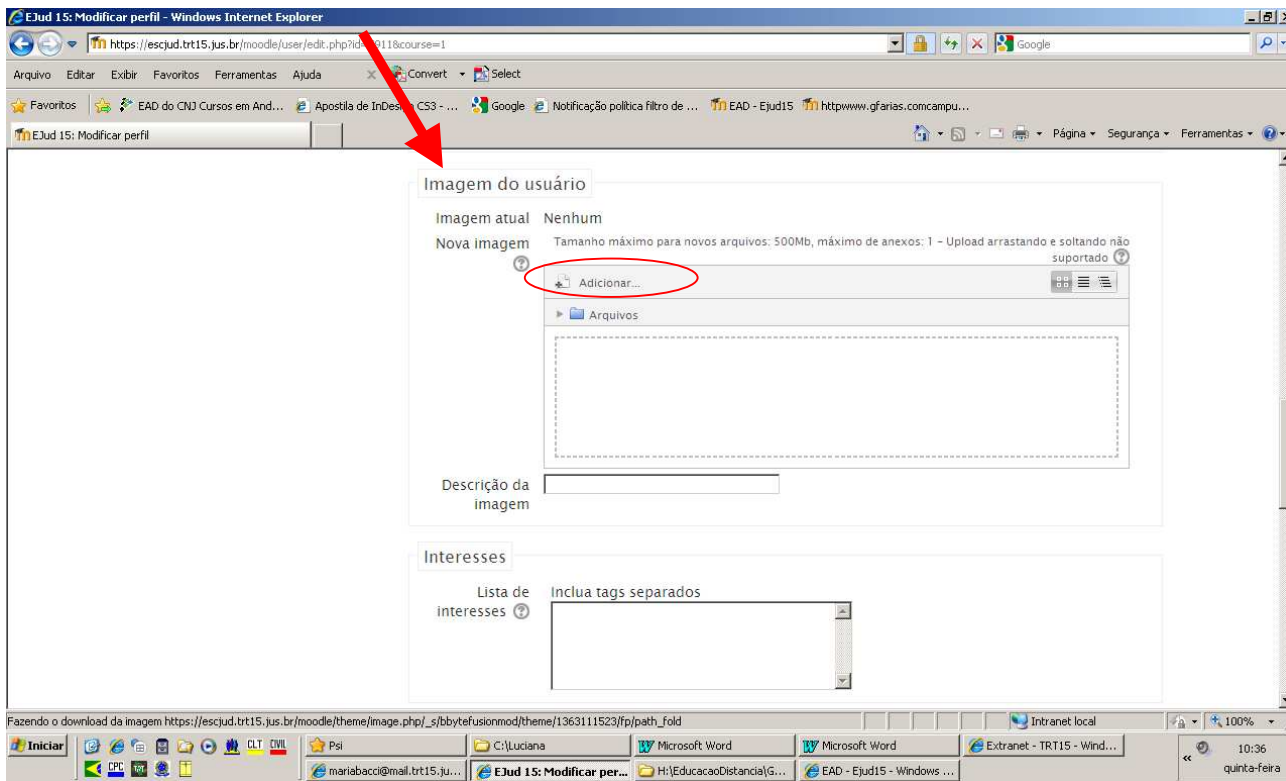 EJud 15: Modificar perfil - Windows Internet Explorer
https://escjud.trt15.jus.br/moodle/user/edit.php?id= 911&course=1
Google
Arquivo Editar Exibir Favoritos Ferramentas Ajuda x Convert Select
Favoritos EAD do CNJ Cursos em And... Apostila de InDesign CS3 - ... Google Notificação política filtro de ... EAD - Ejud15 httpwww.gfarias.comcampu...
EJud 15: Modificar perfil
Página Segurança Ferramentas
Imagem do usuário
Imagem atual Nenhum
Nova imagem Tamanho máximo para novos arquivos: 500Mb, máximo de anexos: 1 - Upload arrastando e soltando não
suportado
Adicionar...
Arquivos
Descrição da
imagem
Interesses
Lista de Inclua tags separados
interesses
Fazendo o download da imagem https://escjud.trt15.jus.br/moodle/theme/image.php/_s/bbytefusionmod/theme/1363111523/fp/path_fold
Intranet local 100%
Iniciar CLT CIVIL Psi C:\Luciana Microsoft Word Microsoft Word Extranet - TRT15 - Wind... 10:36
CPC mariabacci@mail.trt15.ju... EJud 15: Modificar per... H:\EducacaoDistancia\G... EAD - Ejud15 - Windows ... quinta-feira